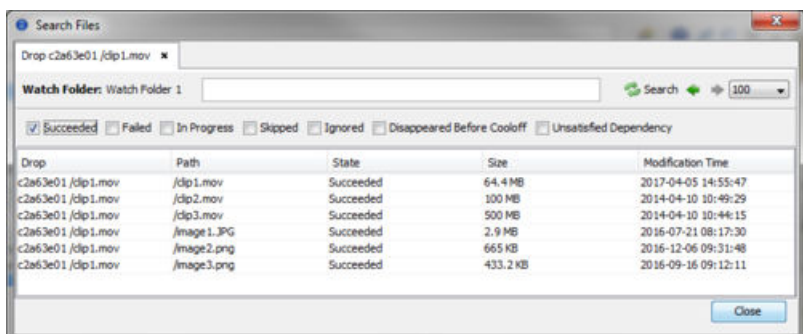 Search Files
Drop c2a63e01 /clip1.mov
Watch Folder: Watch Folder 1 Search 100
Succeeded Failed In Progress Skipped Ignored Disappeared Before Cooloff Unsatisfied Dependency
Drop Path State Size Modification Time
c2a63e01 /clip1.mov /clip1.mov Succeeded 64.4 MB 2017-04-05 14:55:47
c2a63e01 /clip1.mov /clip2.mov Succeeded 100 MB 2014-04-10 10:49:29
c2a63e01 /clip1.mov /clip3.mov Succeeded 500 MB 2014-04-10 10:44:15
c2a63e01 /clip1.mov /image1.JPG Succeeded 2.9 MB 2016-07-21 08:17:30
c2a63e01 /clip1.mov /image2.png Succeeded 665 KB 2016-12-06 09:31:48
c2a63e01 /clip1.mov /image3.png Succeeded 433.2 KB 2016-09-16 09:12:11
Close